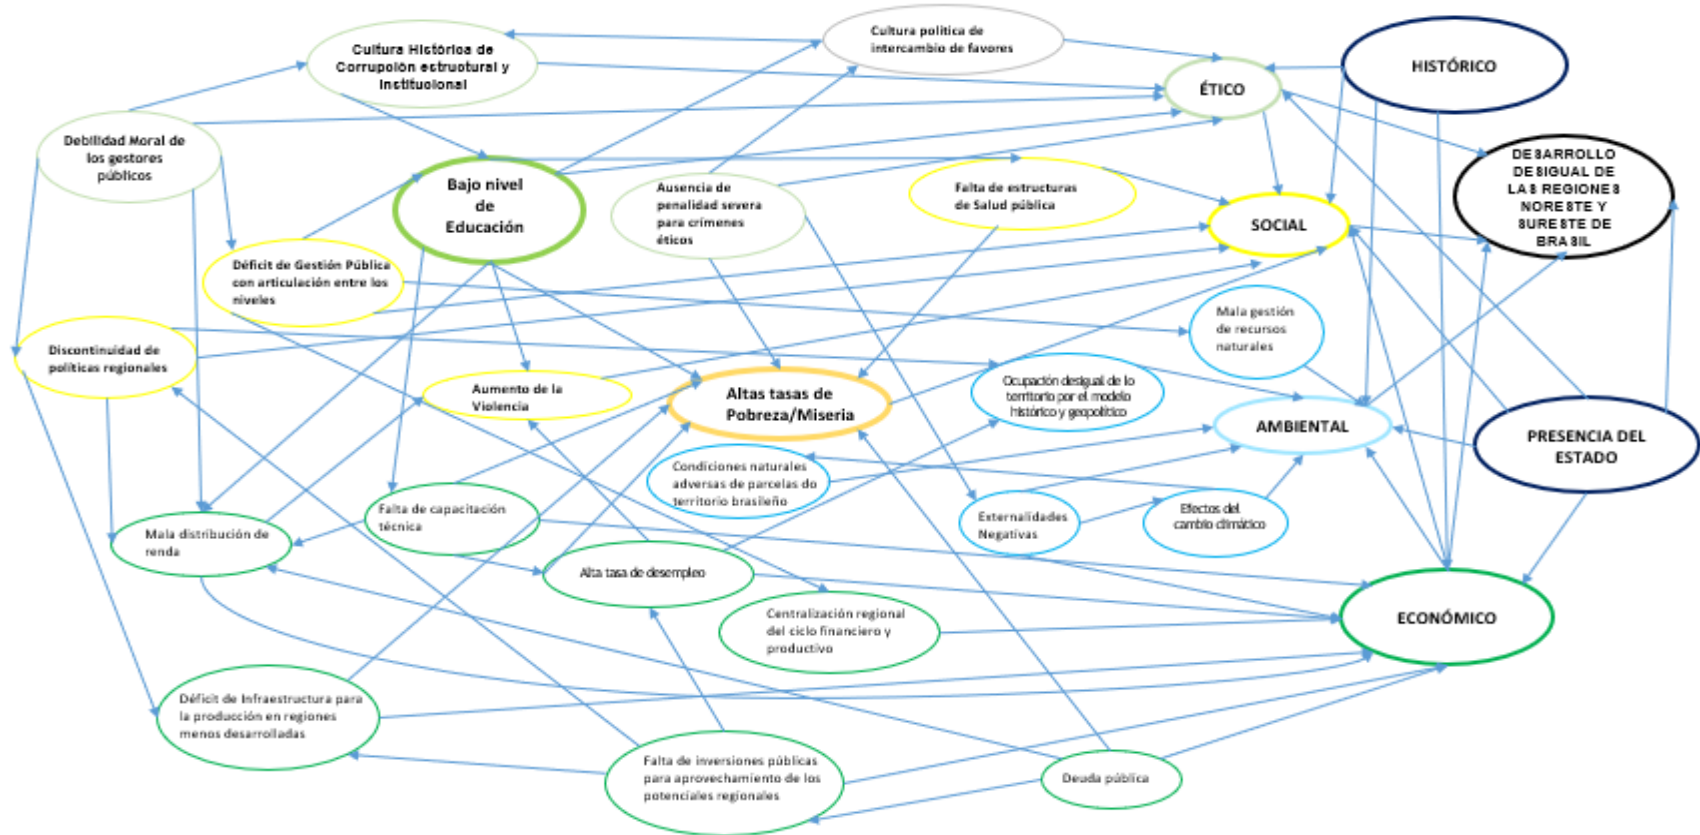 Cultura política de
intercambio de favores
Cultura Histórica de
Corrupción estructural y
Institucional
HISTÓRICO
ÉTICO
Debilidad Moral de
los gestores
públicos
DESARROLLO
DESIGUAL DE
LAS REGIONES
NORESTE Y
SURESTE DE
BRASIL
Bajo nivel
de
Educación
Ausencia de
penalidad severa
para crímenes
éticos
Falta de estructuras
de Salud pública
SOCIAL
Déficit de Gestión Pública
con articulación entre los
niveles
Mala gestión
de recursos
naturales
Discontinuidad de
políticas regionales
Aumento de la
Violencia
Altas tasas de
Pobreza/Miseria
Ocupación desigual de lo
territorio por el modelo
histórico y geopolítico
AMBIENTAL
PRESENCIA DEL
ESTADO
Condiciones naturales
adversas de parcelas do
territorio brasileño
Falta de capacitación
técnica
Externalidades
Negativas
Efectos del
cambio climático
Mala distribución de
renda
Alta tasa de desempleo
Centralización regional
del ciclo financiero y
productivo
ECONÓMICO
Déficit de Infraestructura para
la producción en regiones
menos desarrolladas
Falta de inversiones públicas
para aprovechamiento de los
potenciales regionales
Deuda pública